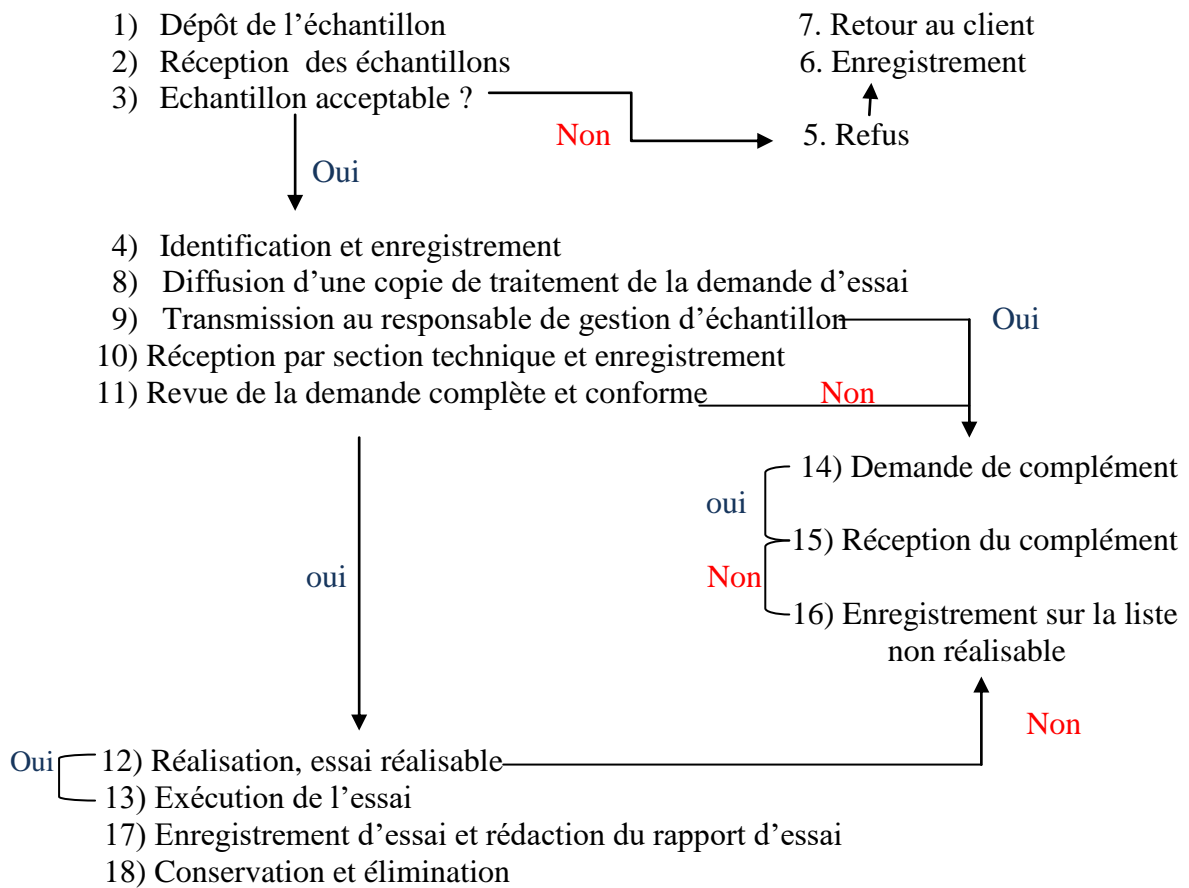 1) Dépôt de l’échantillon
7. Retour au client
2) Réception des échantillons
6. Enregistrement
3) Echantillon acceptable ?
Non
5. Refus
Oui
4) Identification et enregistrement
8) Diffusion d’une copie de traitement de la demande d’essai
9) Transmission au responsable de gestion d’échantillon
Oui
10) Réception par section technique et enregistrement
11) Revue de la demande complète et conforme
Non
14) Demande de complément
oui
15) Réception du complément
oui
Non
16) Enregistrement sur la liste
non réalisable
Non
Oui
12) Réalisation, essai réalisable
13) Exécution de l’essai
17) Enregistrement d’essai et rédaction du rapport d’essai
18) Conservation et élimination